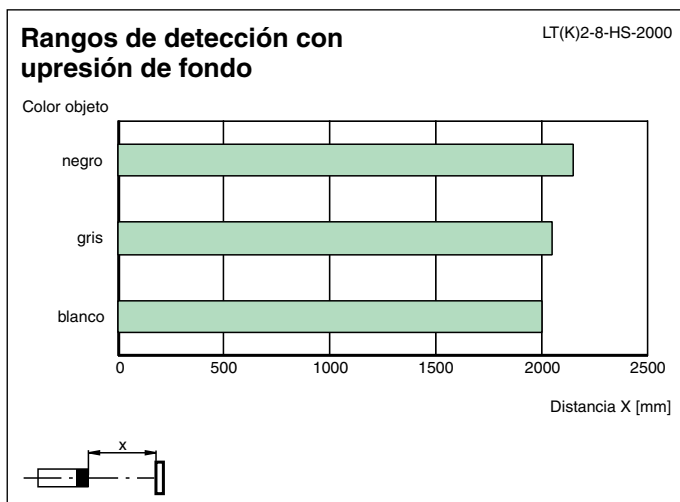 Rangos de detección con
upresión de fondo
LT(K)2-8-HS-2000
Color objeto
negro
gris
blanco
0 500 1000 1500 2000 2500
Distancia X [mm]
x